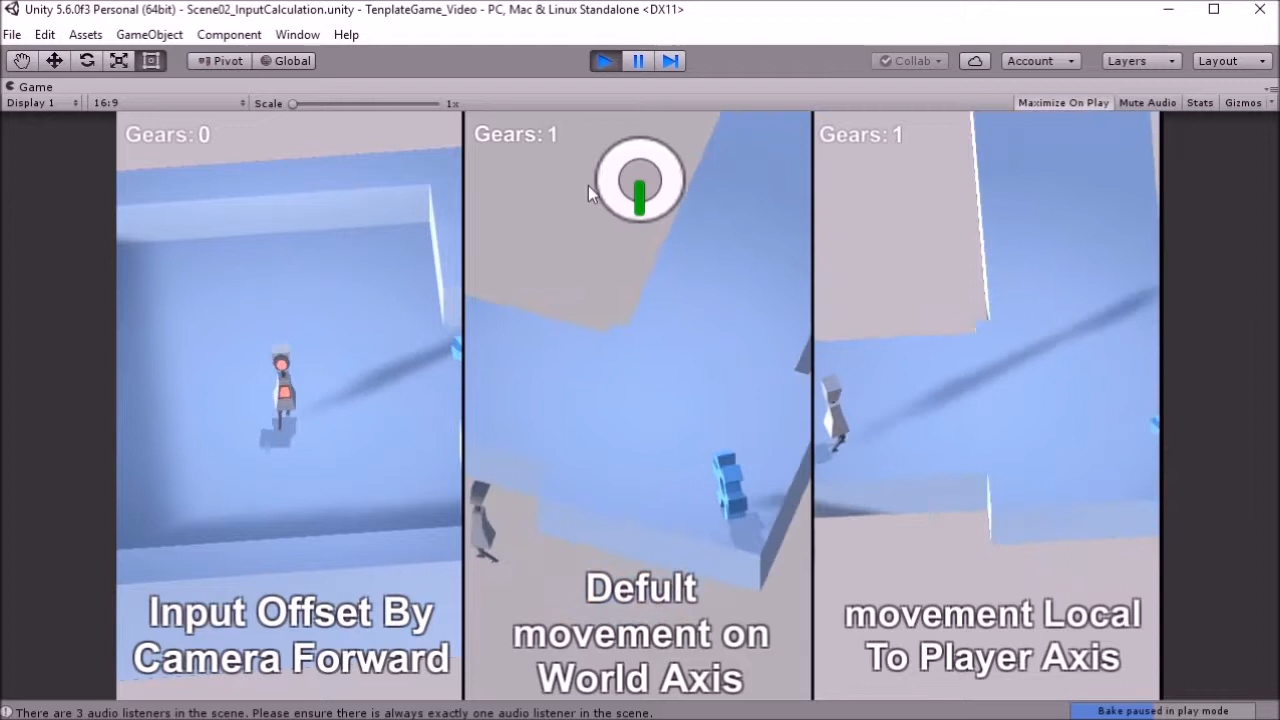 Unity 5.6.0f3 Personal (64bit) - Scene02_InputCalculation.unity - TenplateGame_Video - PC, Mac & Linux Standalone <DX11>
File Edit Assets GameObject Component Window Help
Pivot Global Collab Account Layers Layout
Game
Display 1 16:9 Scale 1x Maximize On Play Mute Audio Stats Gizmos
Gears: 0
Gears: 1
Gears: 1
Input Offset By
Camera Forward
Defult
movement on
World Axis
movement Local
To Player Axis
There are 3 audio listeners in the scene. Please ensure there is always exactly one audio listener in the scene.
Bake paused in play mode